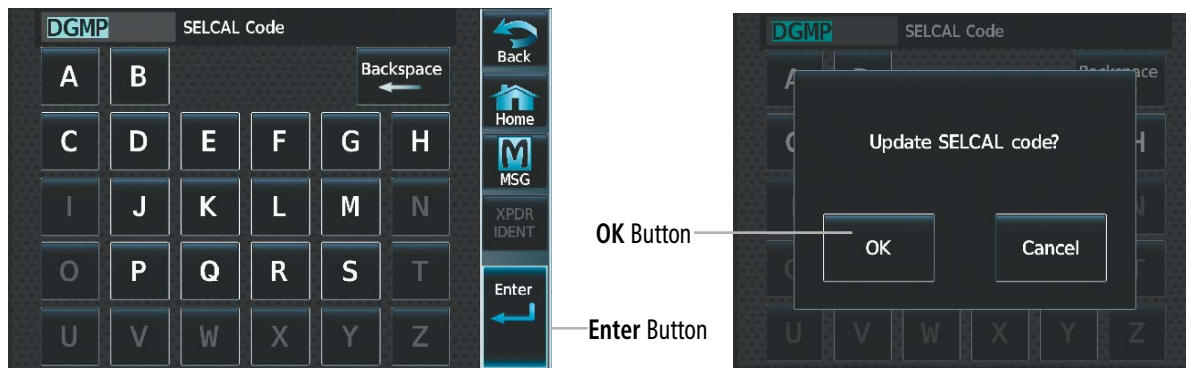 DGMP SELCAL Code
Back
A B Backspace
Home
C D E F G H
MSG
I J K L M N
XPDR
IDENT
O P Q R S T
Enter
U V W X Y Z
Enter Button
DGMP SELCAL Code
A Backspace
C H
Update SELCAL code?
N
OK Button
OK Cancel
O T
U V W X Y Z